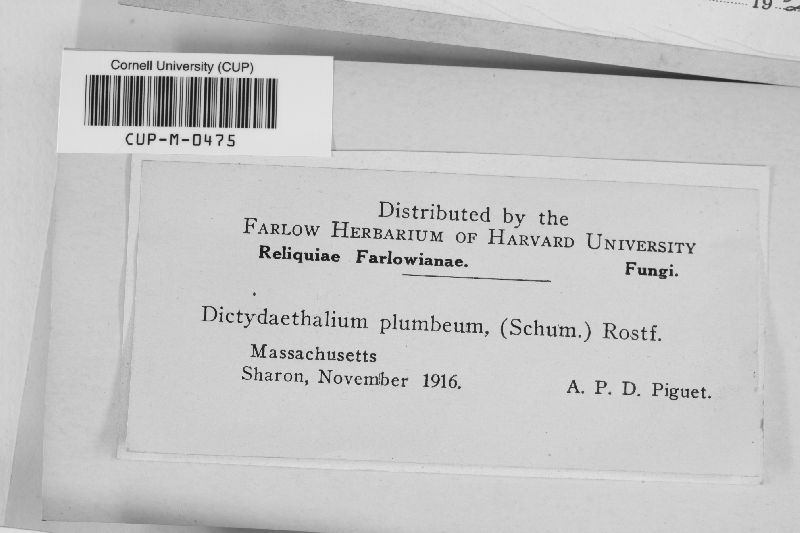 19
Cornell University (CUP)
CUP-M-0475
Distributed by the
FARLOW HERBARIUM OF HARVARD UNIVERSITY
Reliquiae Farlowianae. Fungi.
Dictydaethalium plumbeum, (Schum.) Rostf.
Massachusetts
Sharon, November 1916. A. P. D. Piguet.